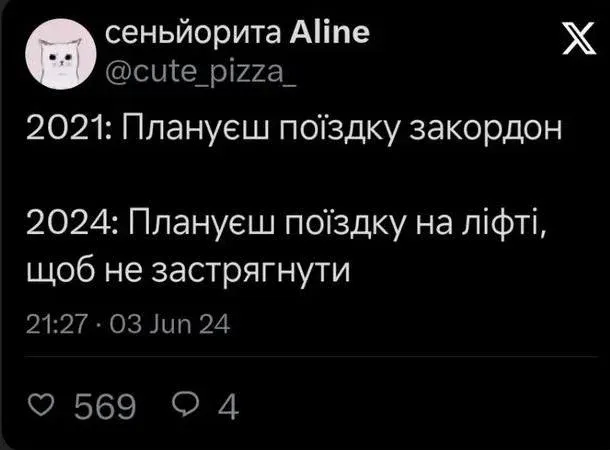 сеньйорита Aline
@cute_pizza_
2021: Плануєш поїздку закордон
2024: Плануєш поїздку на ліфті,
щоб не застрягнути
21:27 · 03 Jun 24
569 4